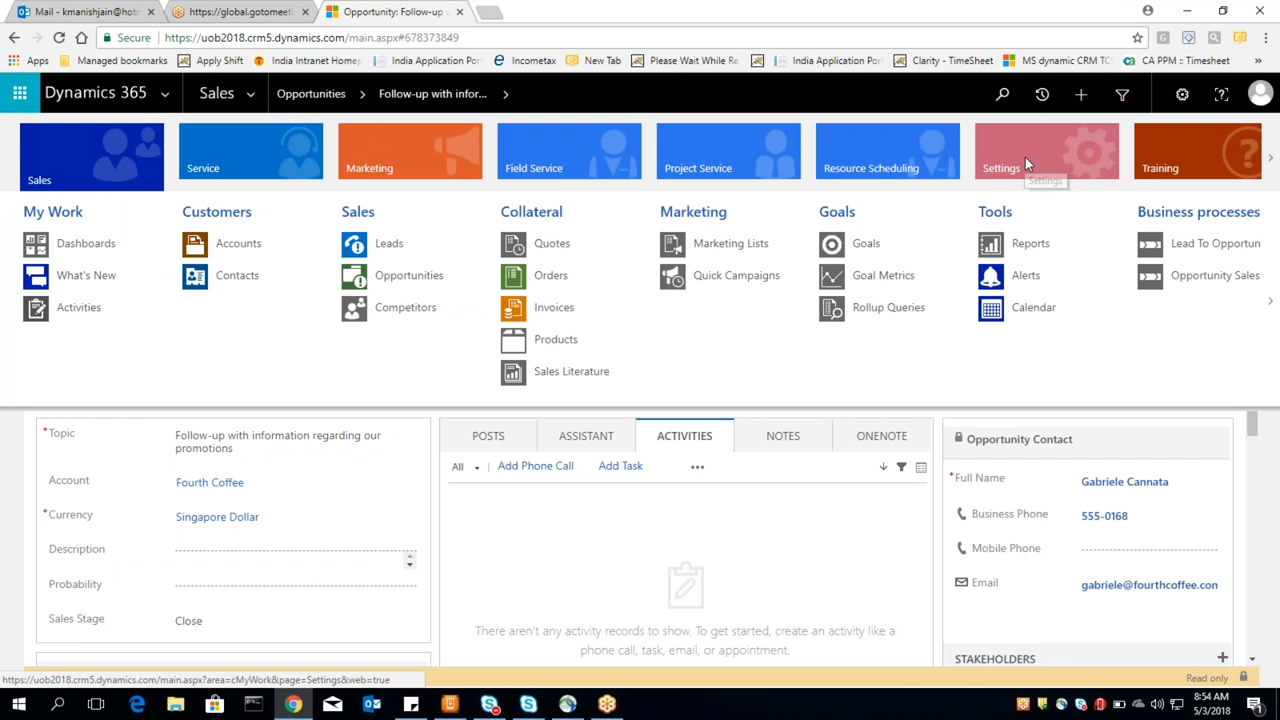 Mail - kmanishjain@hotm
https://global.gotomeeti
Opportunity: Follow-up w
Secure
https://uob2018.crm5.dynamics.com/main.aspx#678373849
Apps
Managed bookmarks
Apply Shift
India Intranet Homep
India Application Por
Incometax
New Tab
Please Wait While Re
India Application Por
Clarity - TimeSheet
MS dynamic CRM TC
CA PPM :: Timesheet
Dynamics 365
Sales
Opportunities
Follow-up with infor...
Sales
Service
Marketing
Field Service
Project Service
Resource Scheduling
Settings
Training
Settings
My Work
Customers
Sales
Collateral
Marketing
Goals
Tools
Business processes
Dashboards
Accounts
Leads
Quotes
Marketing Lists
Goals
Reports
Lead To Opportun
What's New
Contacts
Opportunities
Orders
Quick Campaigns
Goal Metrics
Alerts
Opportunity Sales
Activities
Competitors
Invoices
Rollup Queries
Calendar
Products
Sales Literature
*Topic
Follow-up with information regarding our
promotions
Account
Fourth Coffee
*Currency
Singapore Dollar
Description
Probability
Sales Stage
Close
POSTS
ASSISTANT
ACTIVITIES
NOTES
ONENOTE
All
Add Phone Call
Add Task
...
There aren't any activity records to show. To get started, create an activity like a
phone call, task, email, or appointment.
Opportunity Contact
*Full Name
Gabriele Cannata
Business Phone
555-0168
Mobile Phone
Email
gabriele@fourthcoffee.con
STAKEHOLDERS
https://uob2018.crm5.dynamics.com/main.aspx?area=cMyWork&page=Settings&web=true
Read only
8:54 AM
5/3/2018